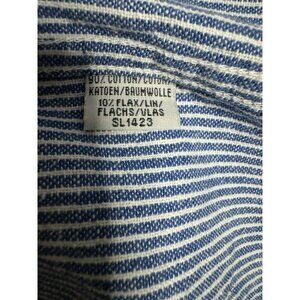 90% COTTON/COTON/
KATOEN/BAUMWOLLE
10% FLAX/LIN/
FLACHS/VLAS
SL1423